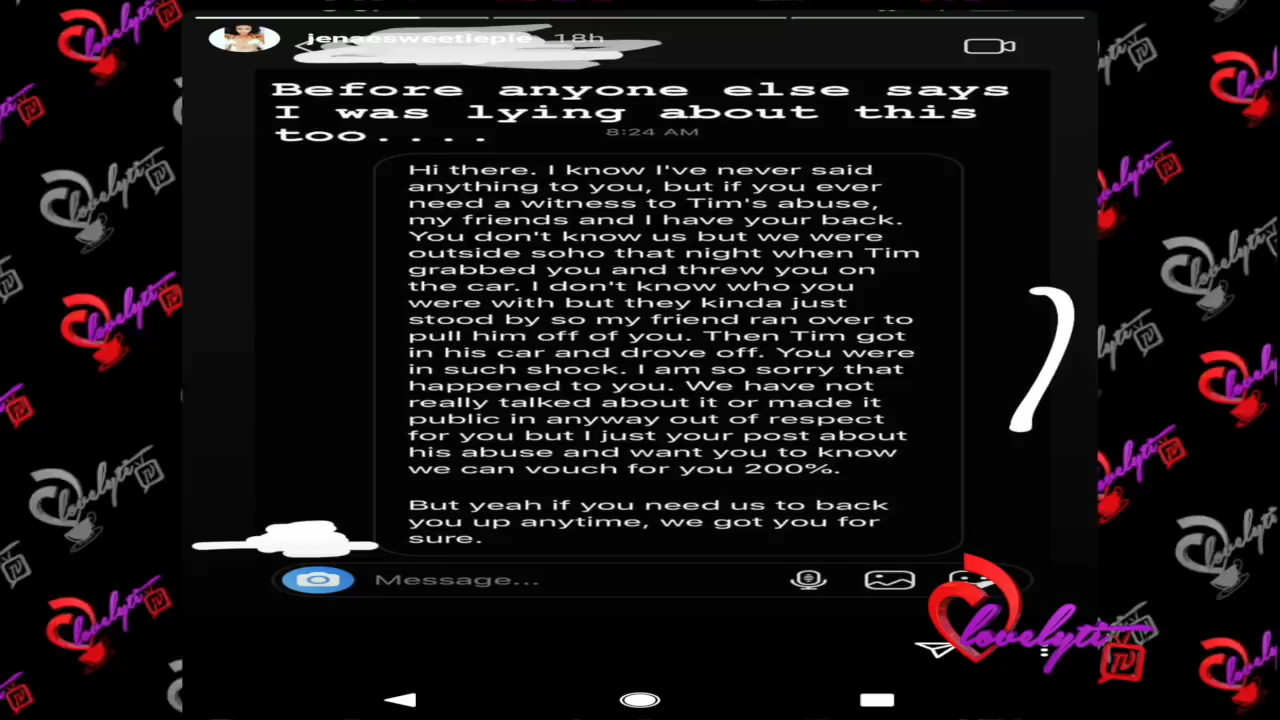 jenaesweetiepie 18h
Before anyone else says
I was lying about this
too....
8:24 AM
Hi there. I know I've never said
anything to you, but if you ever
need a witness to Tim's abuse,
my friends and I have your back.
You don't know us but we were
outside soho that night when Tim
grabbed you and threw you on
the car. I don't know who you
were with but they kinda just
stood by so my friend ran over to
pull him off of you. Then Tim got
in his car and drove off. You were
in such shock. I am so sorry that
happened to you. We have not
really talked about it or made it
public in anyway out of respect
for you but I just your post about
his abuse and want you to know
we can vouch for you 200%.
But yeah if you need us to back
you up anytime, we got you for
sure.
Message...
Lovelyti TV